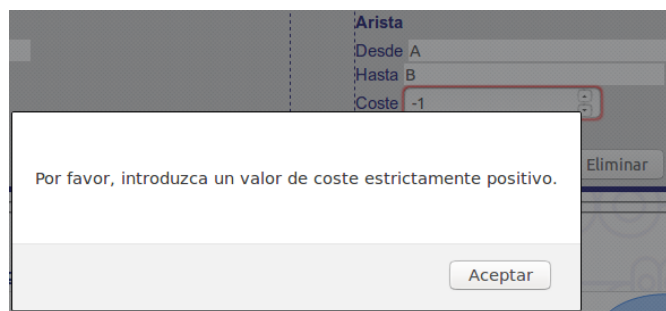 Arista
Desde A
Hasta B
Coste -1
Eliminar
Por favor, introduzca un valor de coste estrictamente positivo.
Aceptar